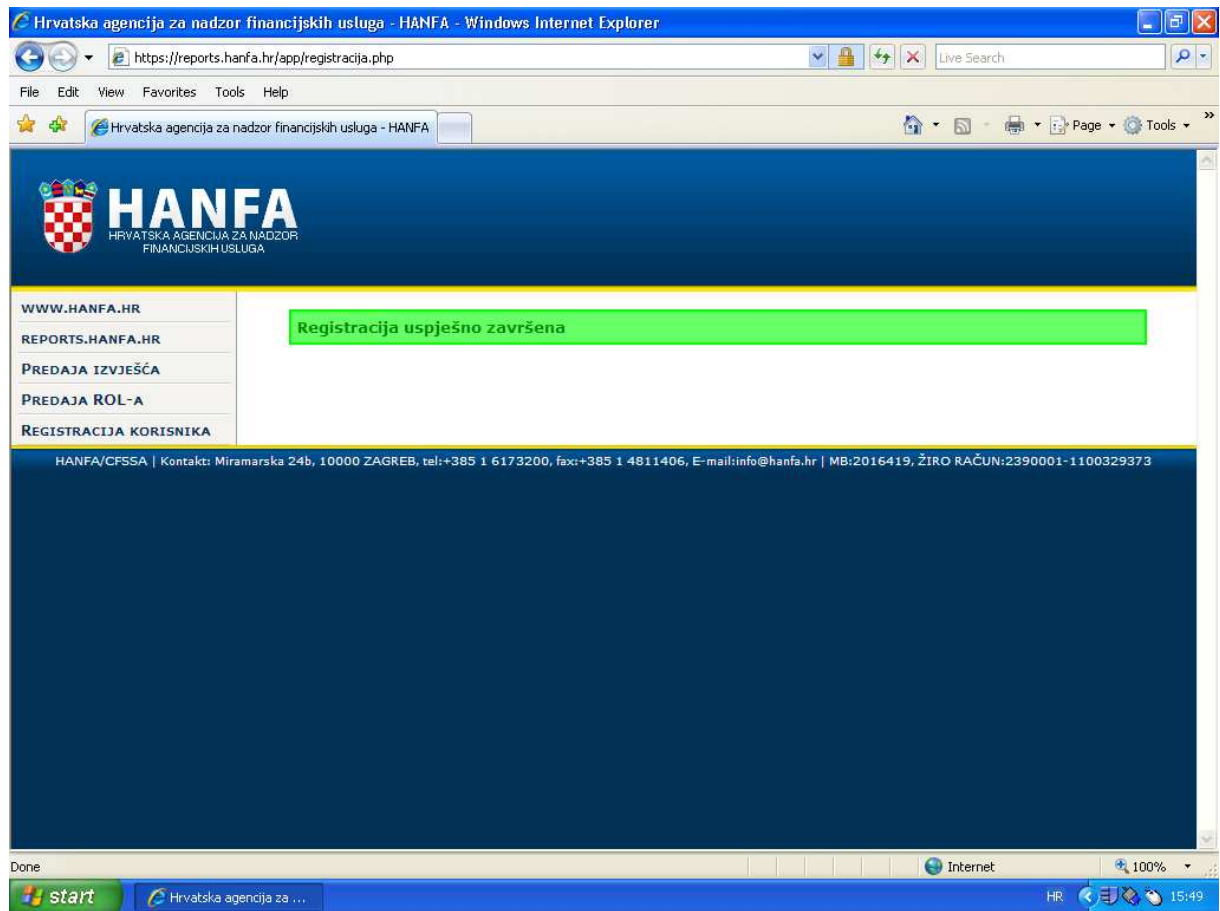 Hrvatska agencija za nadzor financijskih usluga - HANFA - Windows Internet Explorer
https://reports.hanfa.hr/app/registracija.php
Live Search
File Edit View Favorites Tools Help
Hrvatska agencija za nadzor financijskih usluga - HANFA
Page Tools
HANFA
HRVATSKA AGENCIJA ZA NADZOR
FINANCIJSKIH USLUGA
WWW.HANFA.HR
REPORTS.HANFA.HR
PREDAJA IZVJEŠĆA
PREDAJA ROL-A
REGISTRACIJA KORISNIKA
Registracija uspješno završena
HANFA/CFSSA | Kontakt: Miramarska 24b, 10000 ZAGREB, tel:+385 1 6173200, fax:+385 1 4811406, E-mail:info@hanfa.hr | MB:2016419, ŽIRO RAČUN:2390001-1100329373
Done
Internet
100%
start
Hrvatska agencija za ...
HR
15:49